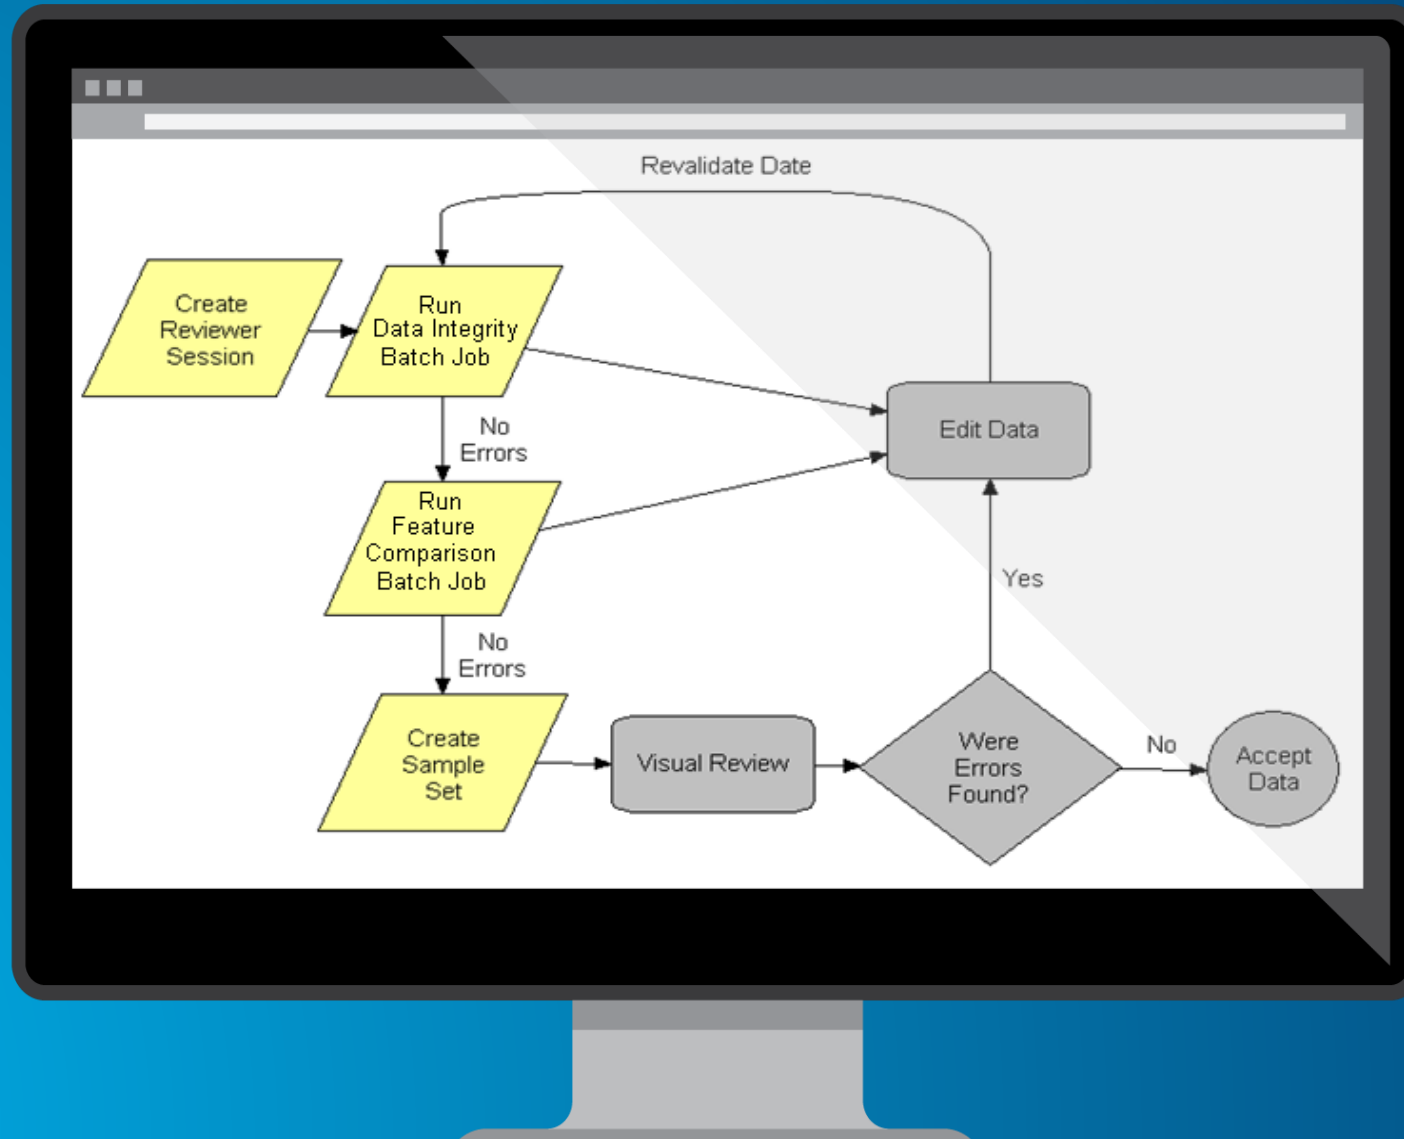 Revalidate Date
Create
Reviewer
Session
Run
Data Integrity
Batch Job
No
Errors
Edit Data
Run
Feature
Comparison
Batch Job
Yes
No
Errors
Create
Sample
Set
Visual Review
Were
Errors
Found?
No
Accept
Data